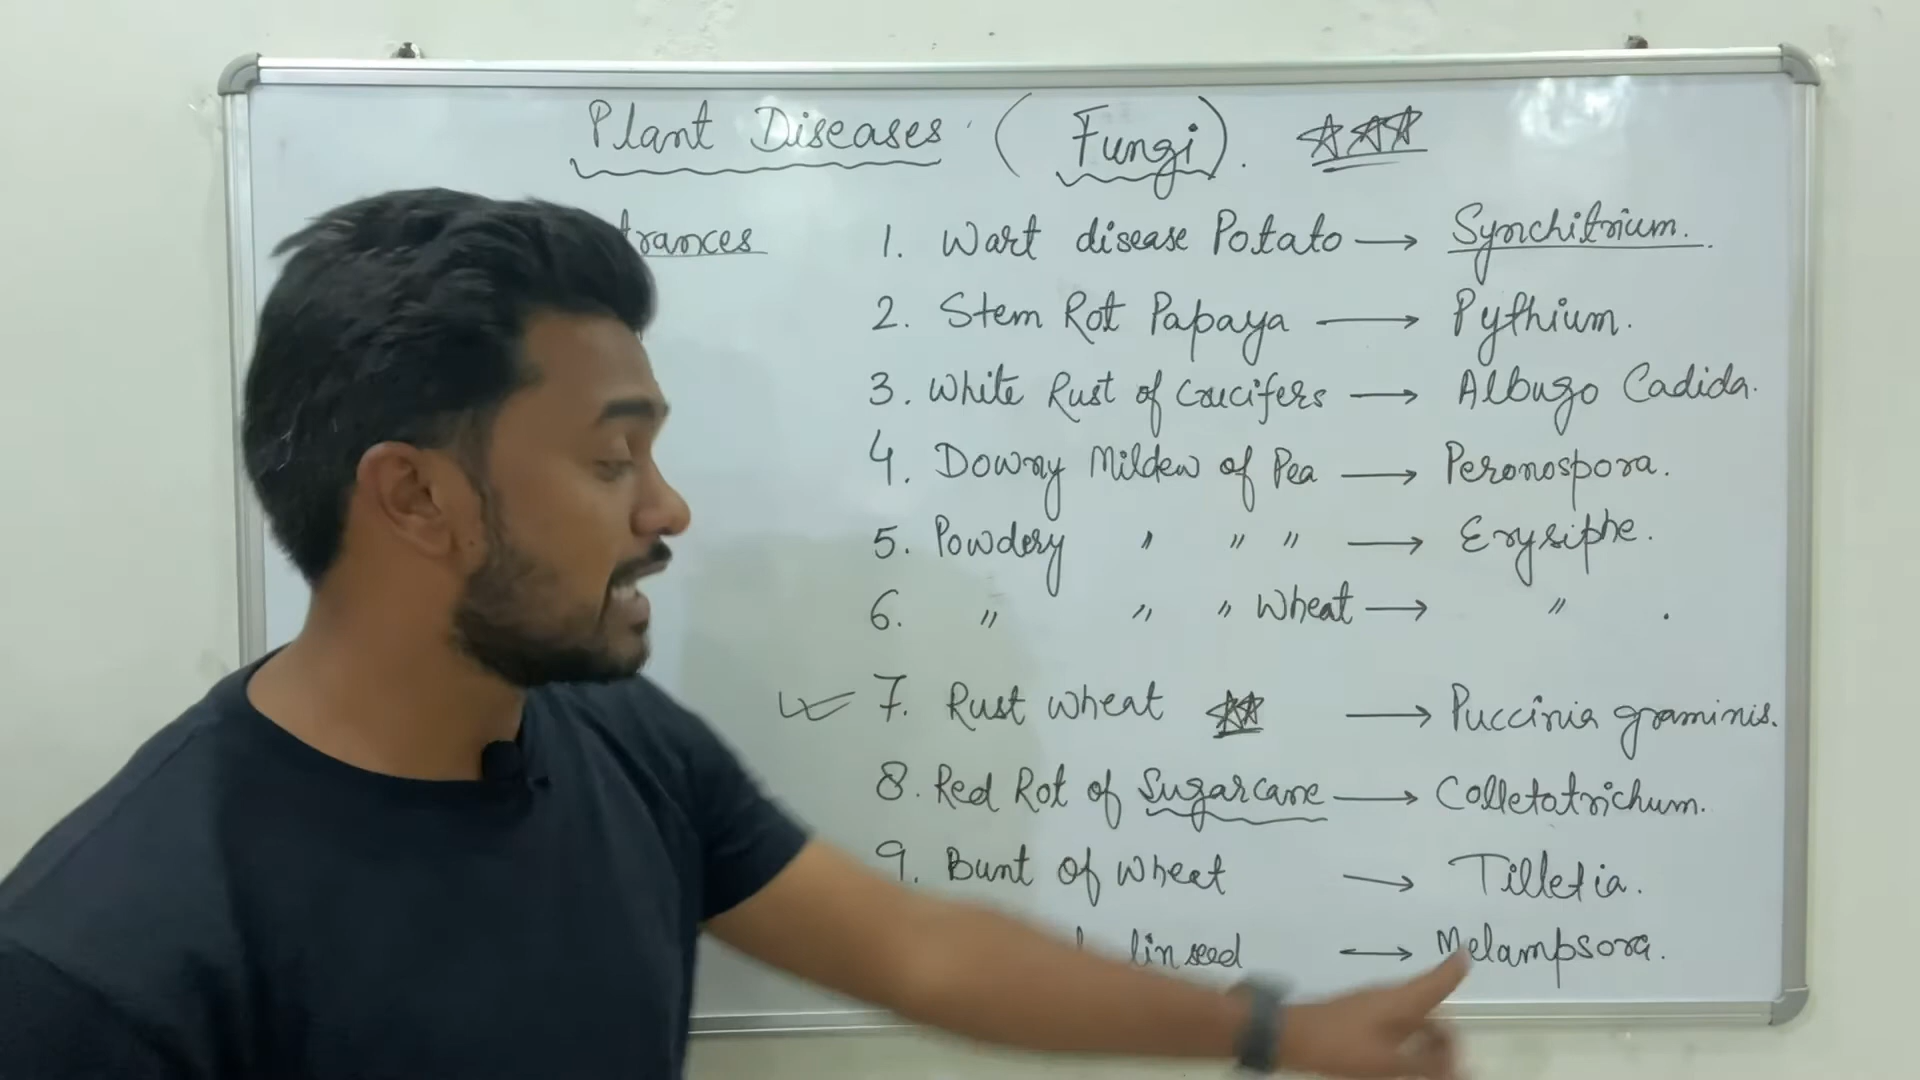 Plant Diseases (Fungi).
1. Wart disease Potato → Synchitrium.
2. Stem Rot Papaya → Pythium.
3. White Rust of Crucifers → Albugo Cadida.
4. Downy Mildew of Pea → Peronospora.
5. Powdery " " " → Erysiphe.
6. " " " Wheat → " .
7. Rust Wheat → Puccinia graminis.
8. Red Rot of Sugarcane → Colletotrichum.
9. Bunt of Wheat → Tilletia.
linseed → Melampsora.